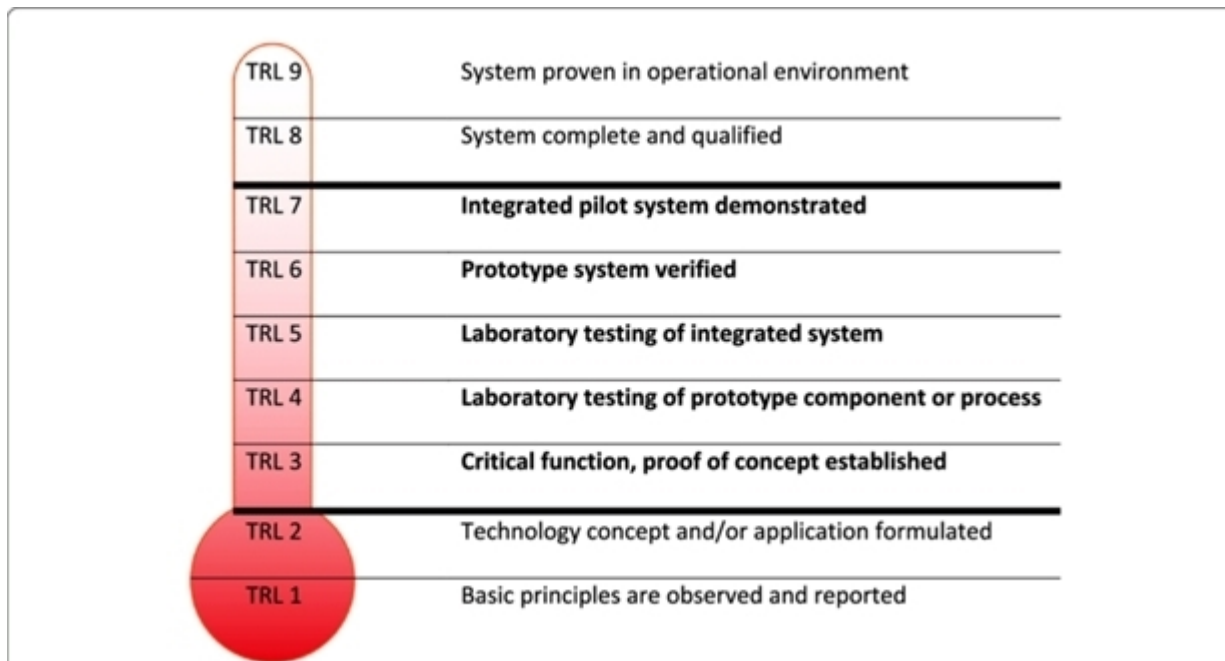 TRL 9 System proven in operational environment
TRL 8 System complete and qualified
TRL 7 Integrated pilot system demonstrated
TRL 6 Prototype system verified
TRL 5 Laboratory testing of integrated system
TRL 4 Laboratory testing of prototype component or process
TRL 3 Critical function, proof of concept established
TRL 2 Technology concept and/or application formulated
TRL 1 Basic principles are observed and reported